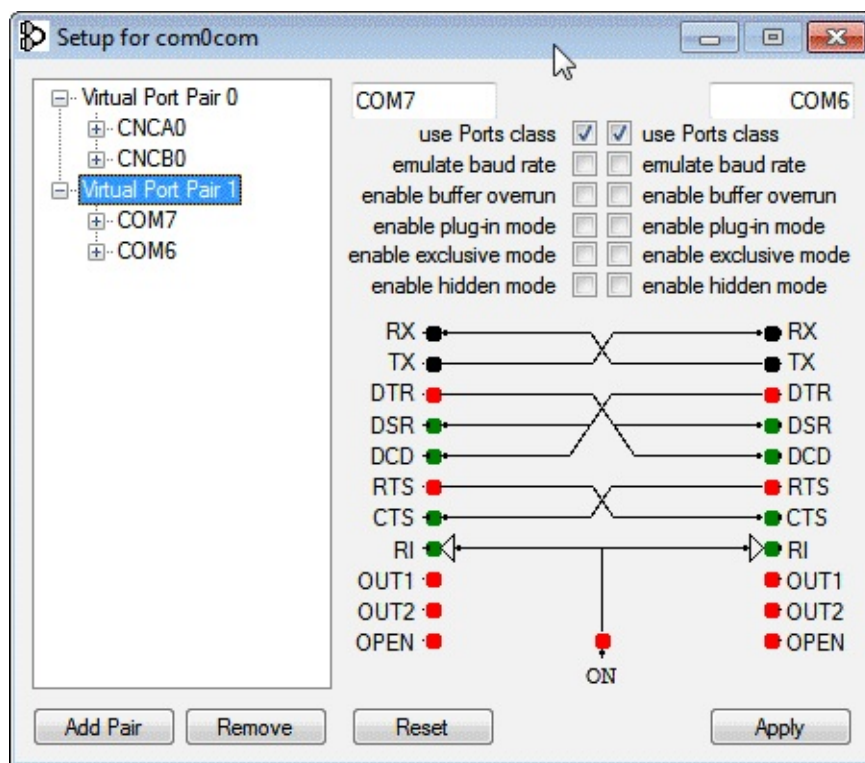 Setup for com0com
Virtual Port Pair 0
CNCA0
CNCB0
Virtual Port Pair 1
COM7
COM6
COM7 COM6
use Ports class use Ports class
emulate baud rate emulate baud rate
enable buffer overrun enable buffer overrun
enable plug-in mode enable plug-in mode
enable exclusive mode enable exclusive mode
enable hidden mode enable hidden mode
RX RX
TX TX
DTR DTR
DSR DSR
DCD DCD
RTS RTS
CTS CTS
RI RI
OUT1 OUT1
OUT2 OUT2
OPEN OPEN
ON
Add Pair Remove Reset Apply